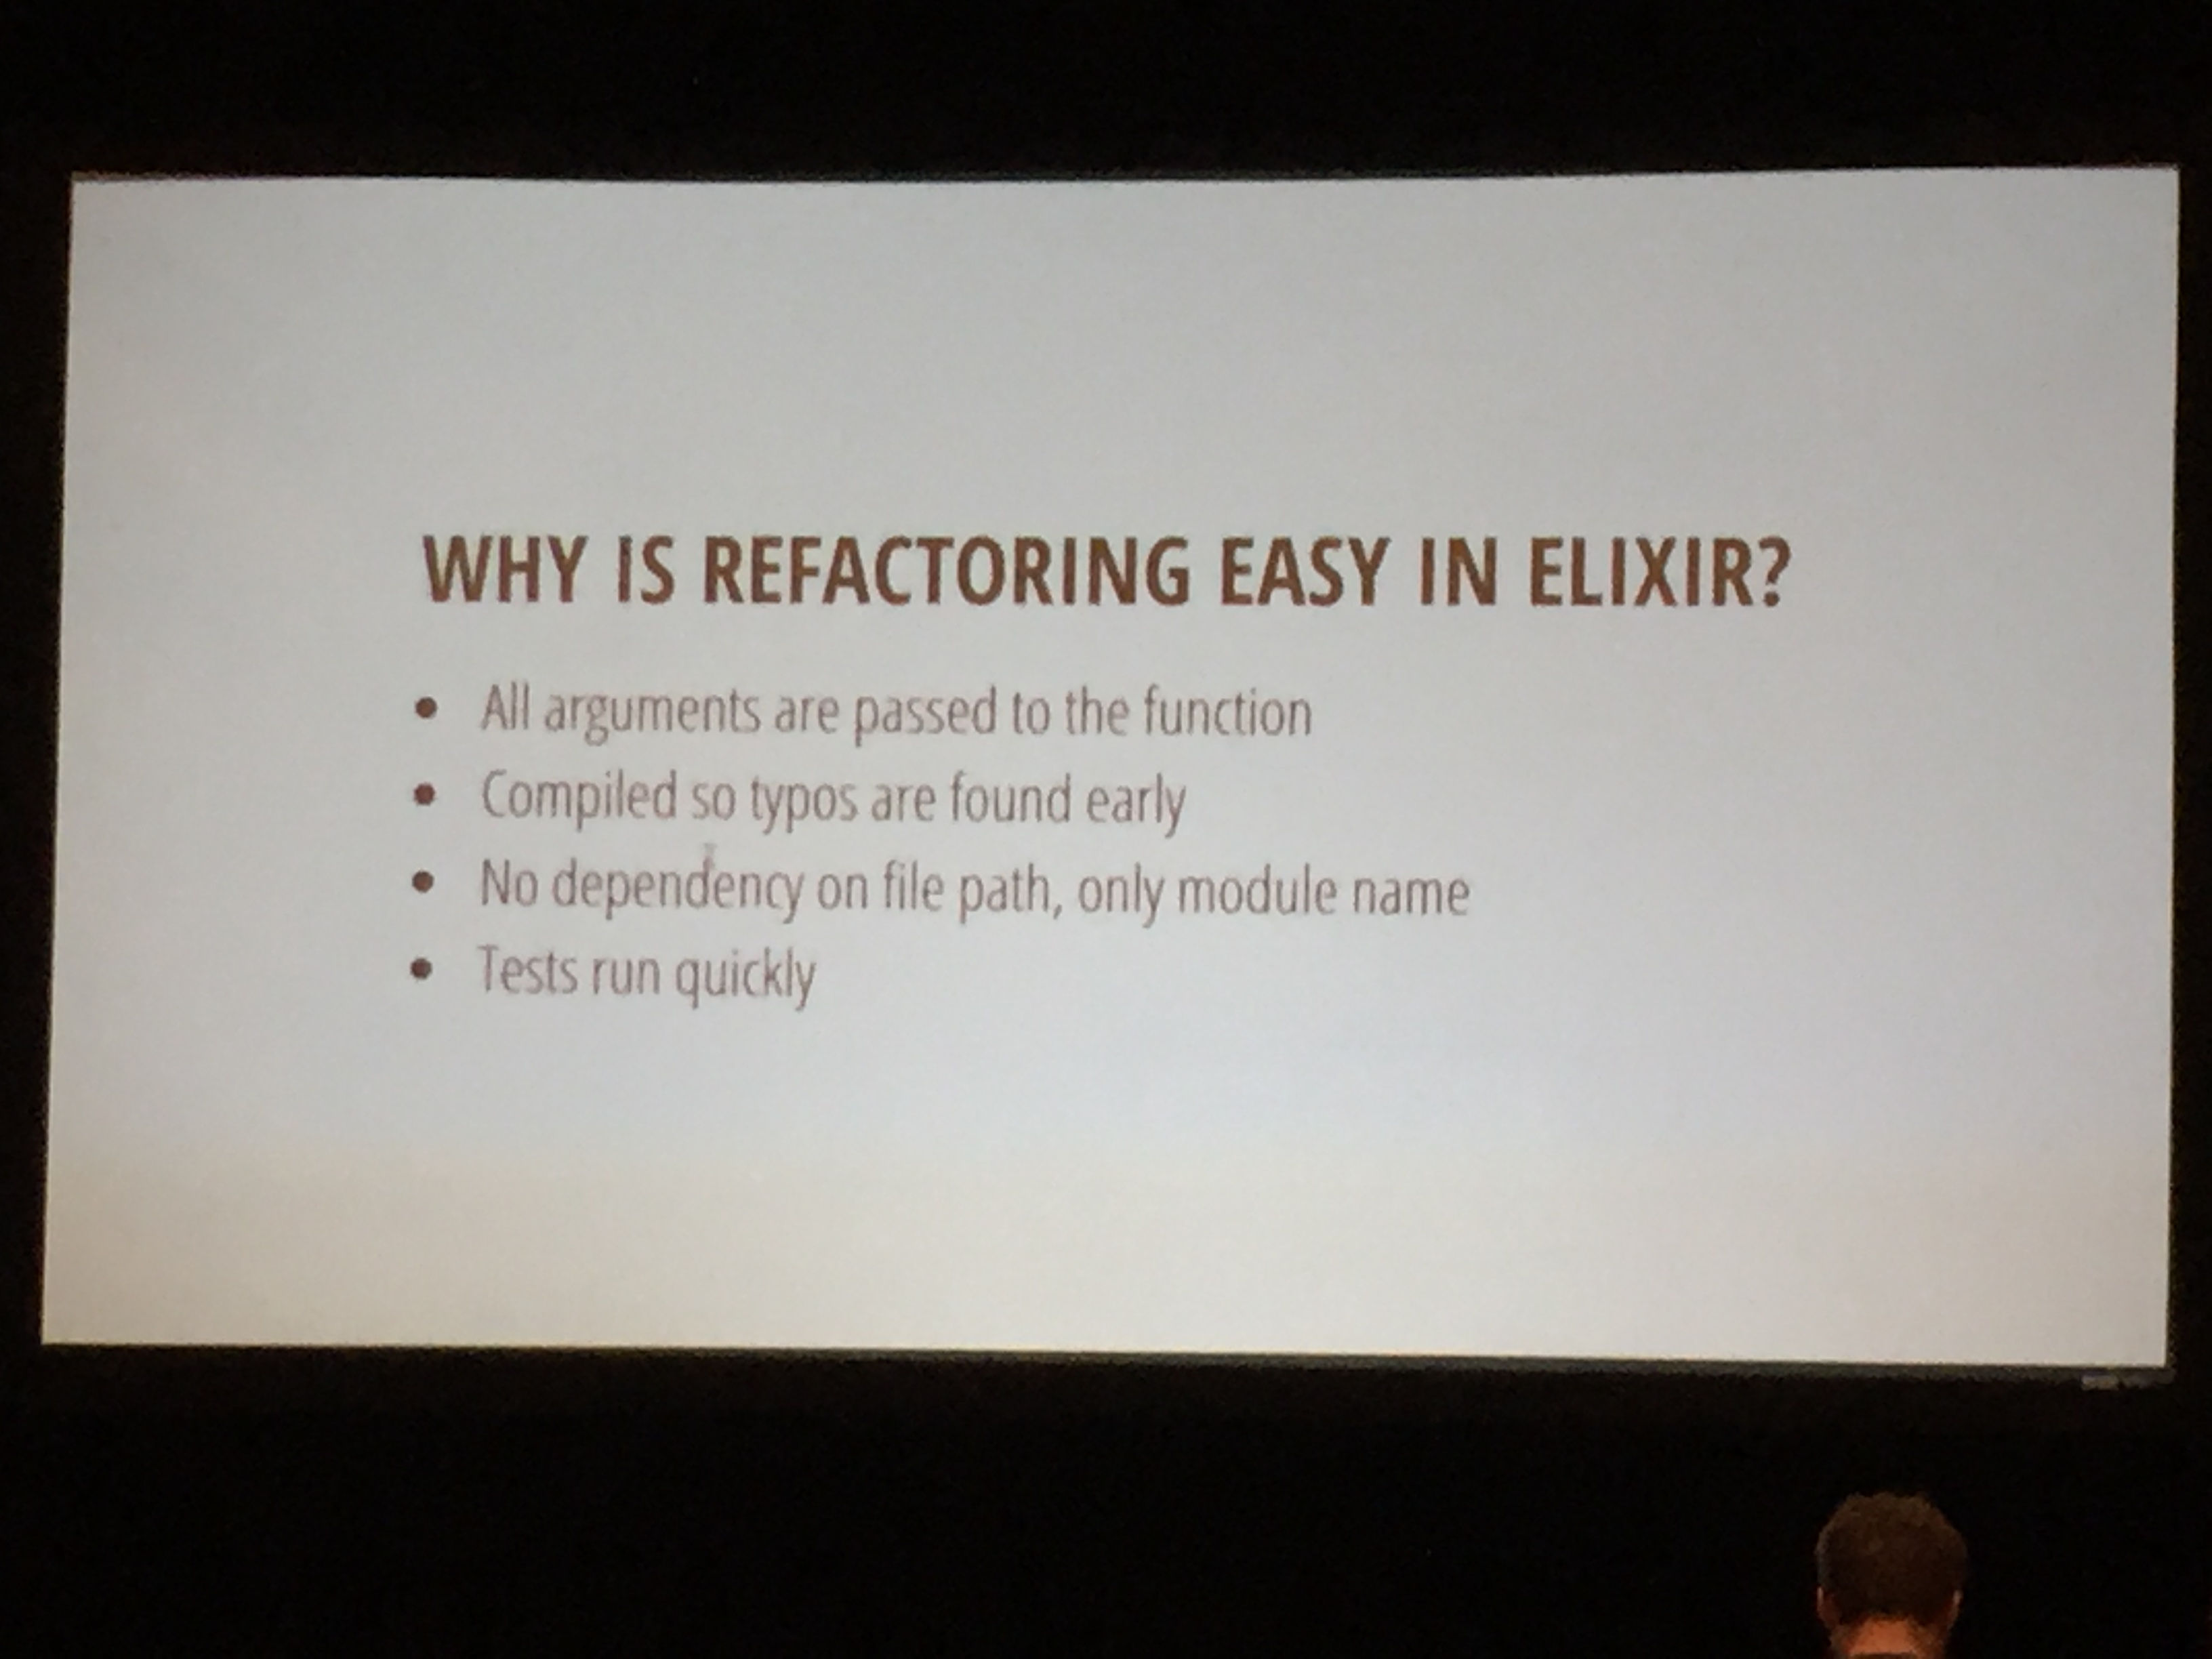 WHY IS REFACTORING EASY IN ELIXIR?
• All arguments are passed to the function
• Compiled so typos are found early
• No dependency on file path, only module name
• Tests run quickly